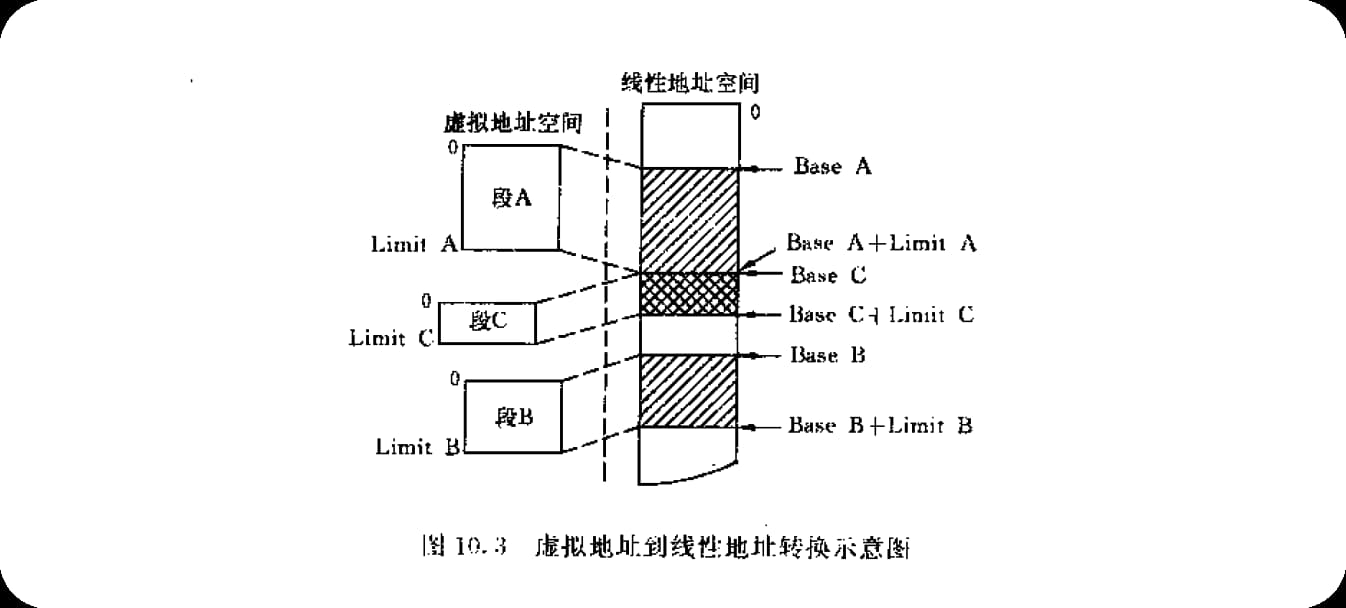 线性地址空间
0
虚拟地址空间
0
段A
Limit A
Base A
Base A+Limit A
Base C
0
段C
Limit C
Base C+Limit C
Base B
0
段B
Limit B
Base B+Limit B
图 10.3 虚拟地址到线性地址转换示意图